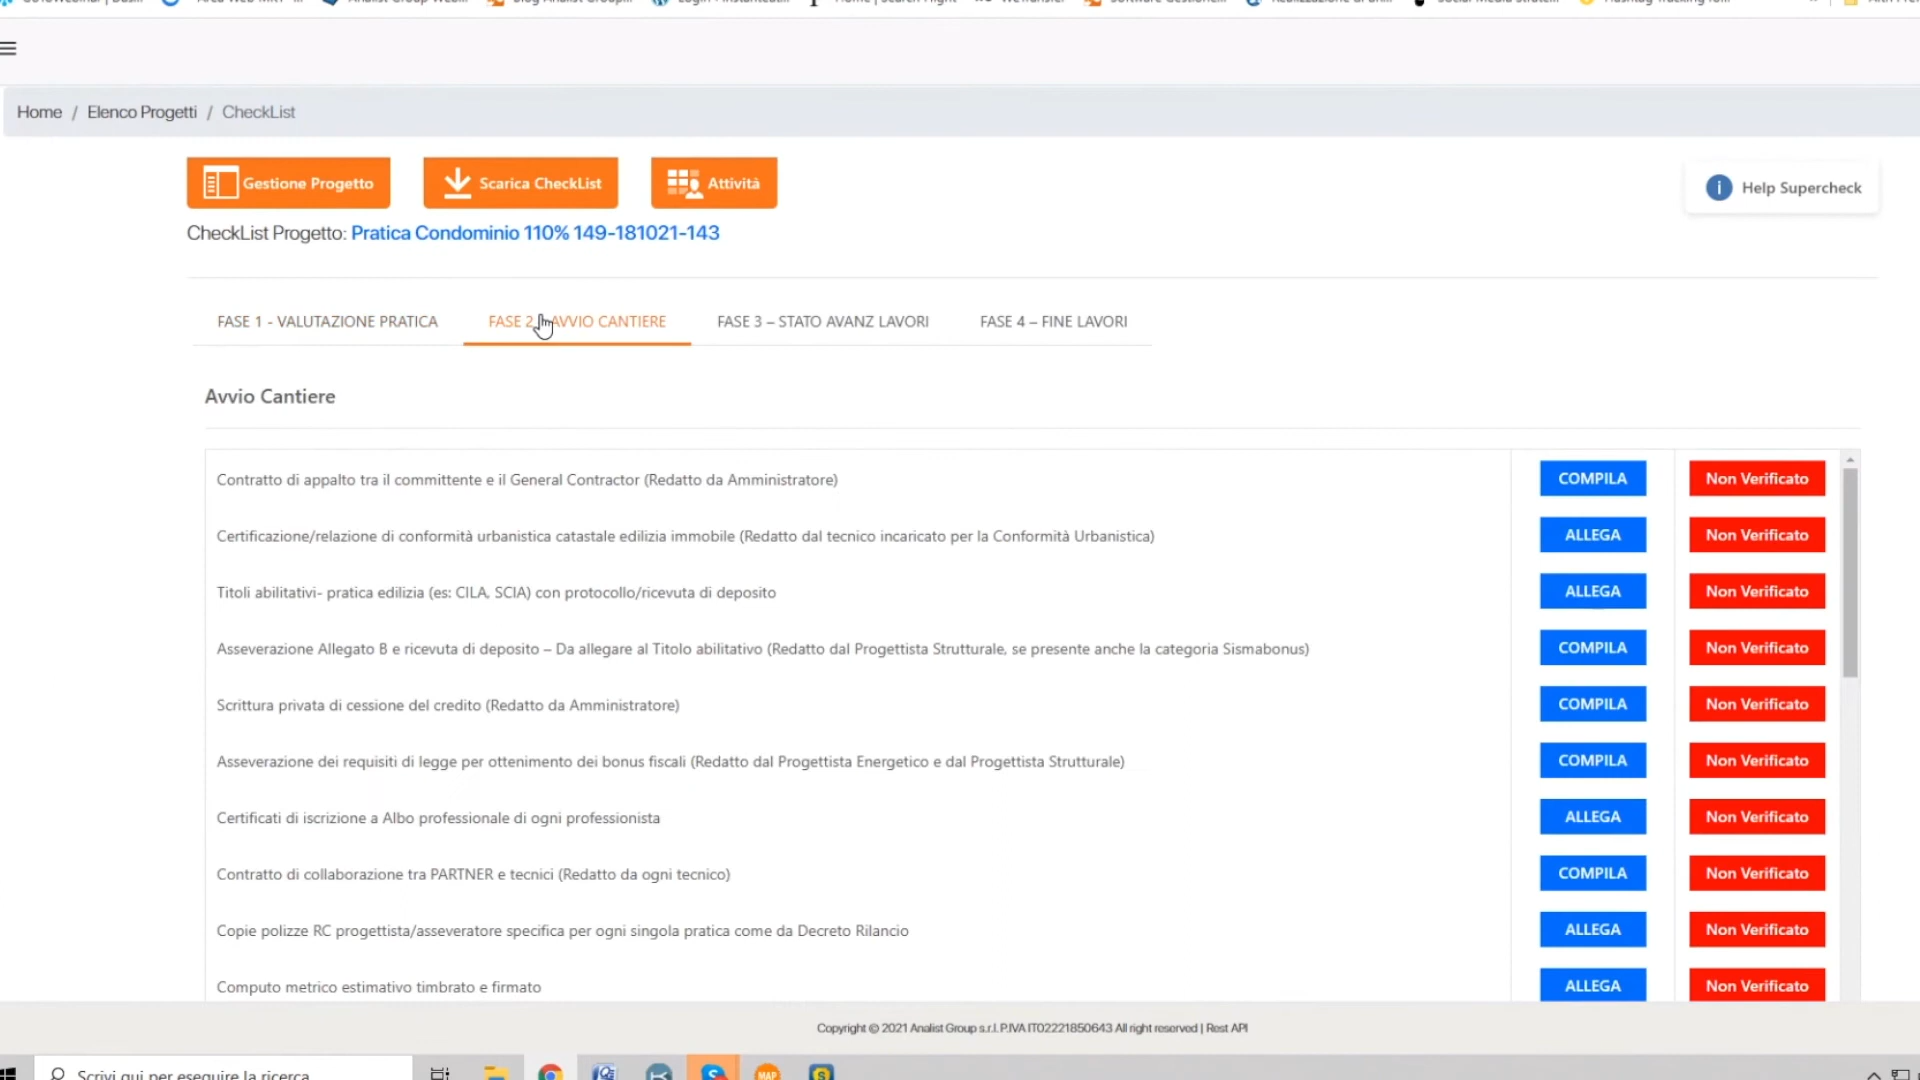 Home / Elenco Progetti / CheckList
Gestione Progetto
Scarica CheckList
Attività
Help Supercheck
CheckList Progetto: Pratica Condominio 110% 149-181021-143
FASE 1 - VALUTAZIONE PRATICA
FASE 2 AVVIO CANTIERE
FASE 3 – STATO AVANZ LAVORI
FASE 4 – FINE LAVORI
Avvio Cantiere
Contratto di appalto tra il committente e il General Contractor (Redatto da Amministratore) COMPILA Non Verificato
Certificazione/relazione di conformità urbanistica catastale edilizia immobile (Redatto dal tecnico incaricato per la Conformità Urbanistica) ALLEGA Non Verificato
Titoli abilitativi- pratica edilizia (es: CILA, SCIA) con protocollo/ricevuta di deposito ALLEGA Non Verificato
Asseverazione Allegato B e ricevuta di deposito – Da allegare al Titolo abilitativo (Redatto dal Progettista Strutturale, se presente anche la categoria Sismabonus) COMPILA Non Verificato
Scrittura privata di cessione del credito (Redatto da Amministratore) COMPILA Non Verificato
Asseverazione dei requisiti di legge per ottenimento dei bonus fiscali (Redatto dal Progettista Energetico e dal Progettista Strutturale) COMPILA Non Verificato
Certificati di iscrizione a Albo professionale di ogni professionista ALLEGA Non Verificato
Contratto di collaborazione tra PARTNER e tecnici (Redatto da ogni tecnico) COMPILA Non Verificato
Copie polizze RC progettista/asseveratore specifica per ogni singola pratica come da Decreto Rilancio ALLEGA Non Verificato
Computo metrico estimativo timbrato e firmato ALLEGA Non Verificato
Copyright © 2021 Analist Group s.r.l. P.IVA IT02221850643 All right reserved | Rest API
Scrivi qui per eseguire la ricerca
MAP